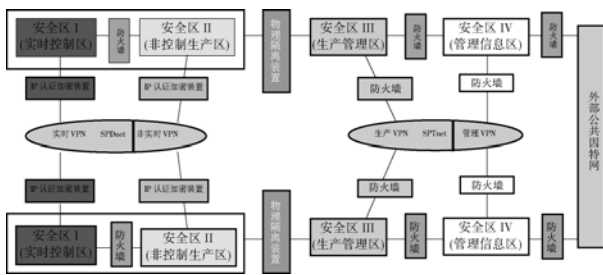 安全区 I
(实时控制区)
防火墙
安全区 II
(非控制生产区)
物理隔离装置
安全区 III
(生产管理区)
防火墙
安全区 IV
(管理信息区)
防火墙
外部公共因特网
IP 认证加密装置
IP 认证加密装置
防火墙
防火墙
实时 VPN SPDnet 非实时 VPN
生产 VPN SPTnet 管理 VPN
IP 认证加密装置
IP 认证加密装置
防火墙
防火墙
安全区 I
(实时控制区)
防火墙
安全区 II
(非控制生产区)
物理隔离装置
安全区 III
(生产管理区)
防火墙
安全区 IV
(管理信息区)
防火墙